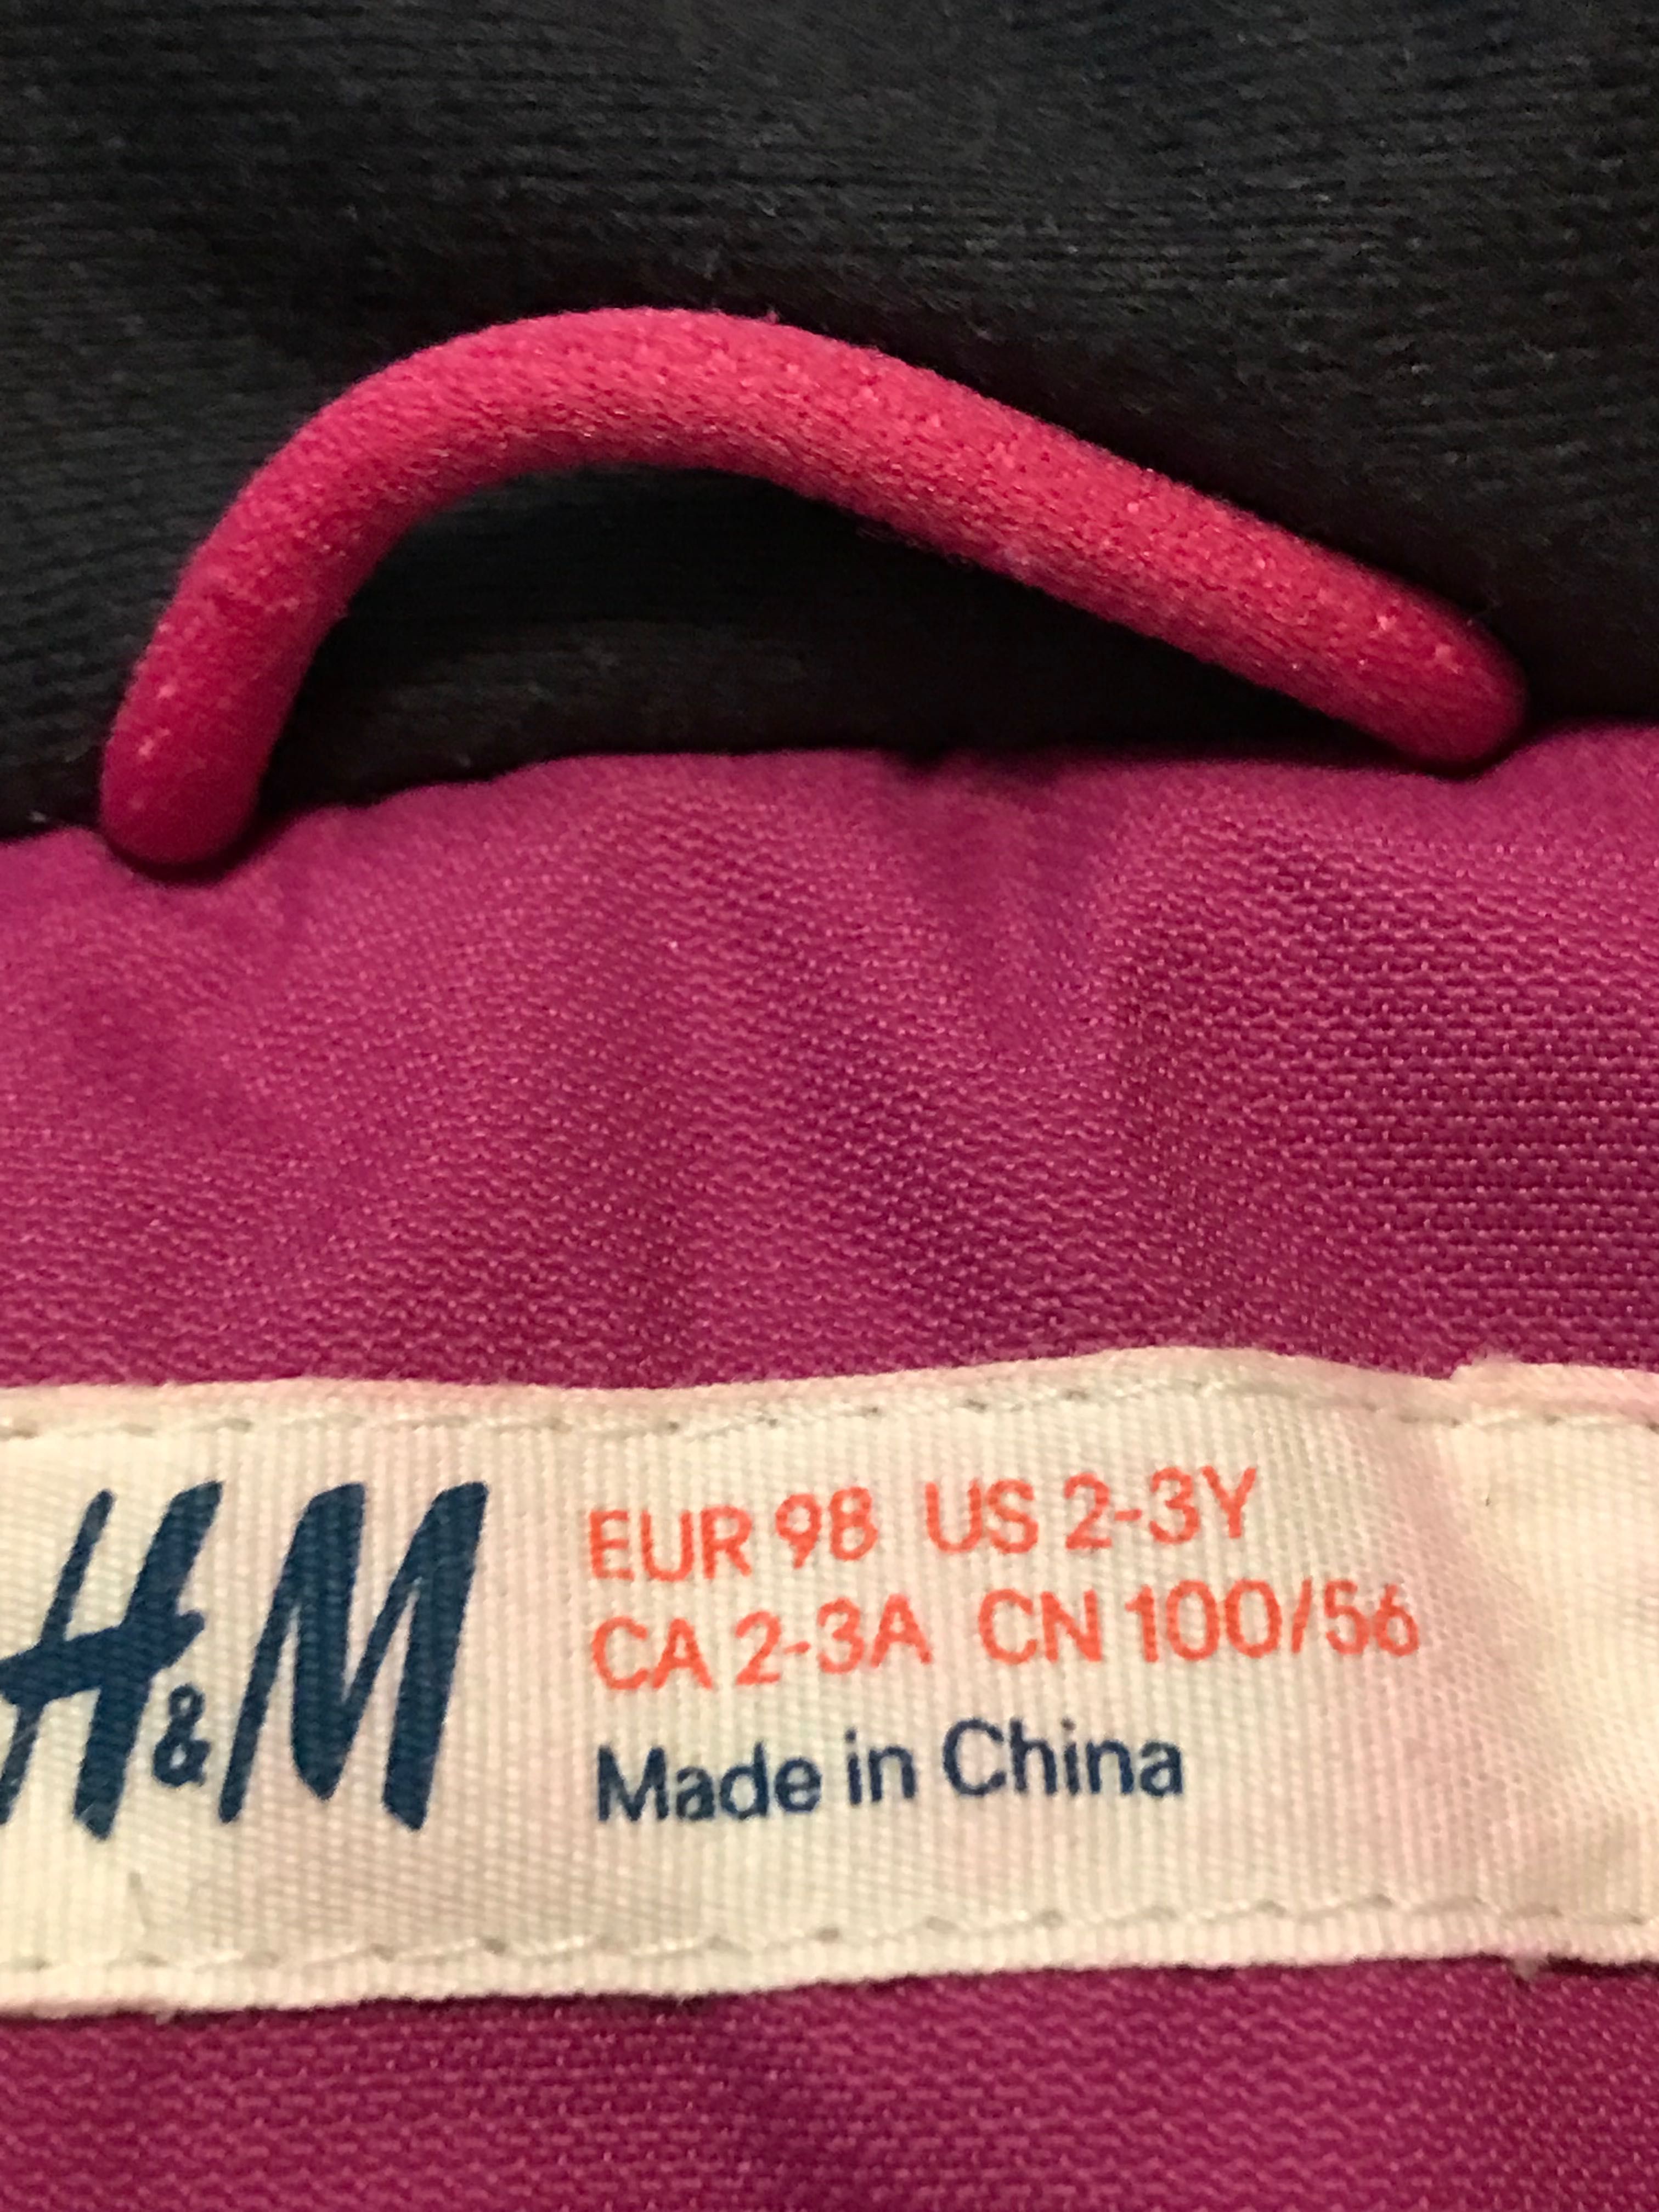 H&M
EUR 98 US 2-3Y
CA 2-3A CN 100/56
Made in China